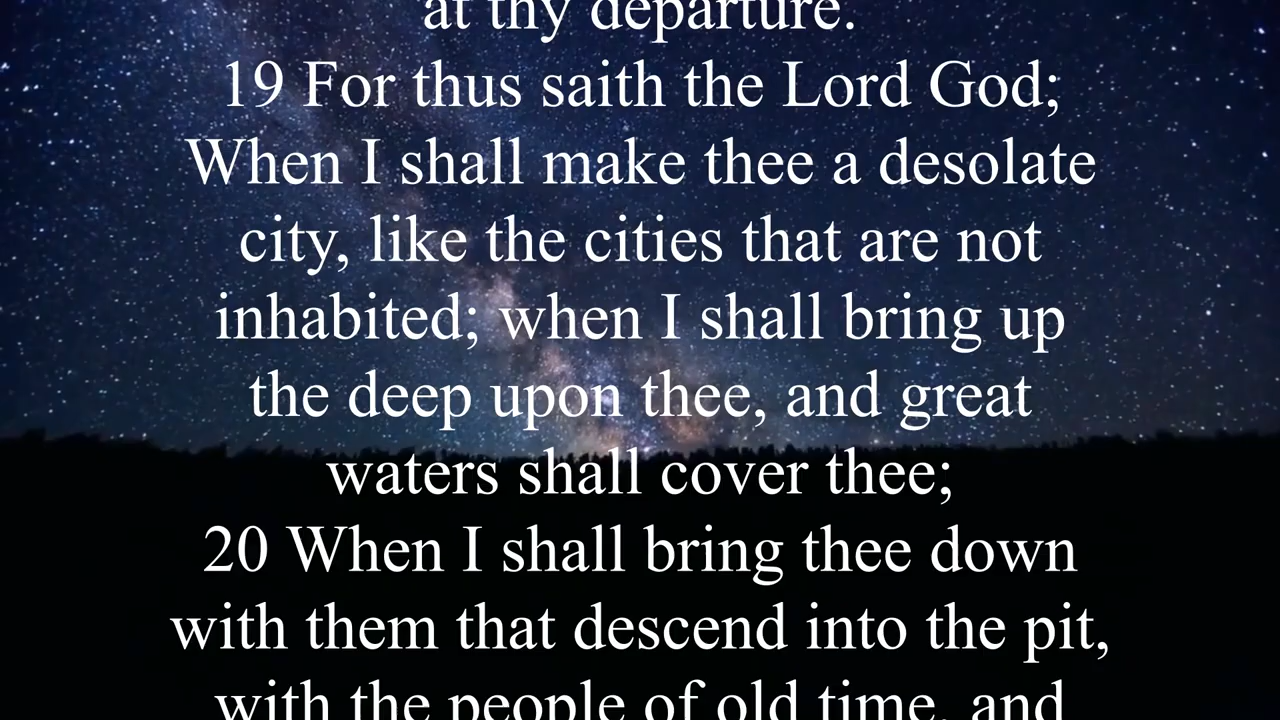 at thy departure.
19 For thus saith the Lord God;
When I shall make thee a desolate
city, like the cities that are not
inhabited; when I shall bring up
the deep upon thee, and great
waters shall cover thee;
20 When I shall bring thee down
with them that descend into the pit,
with the people of old time, and